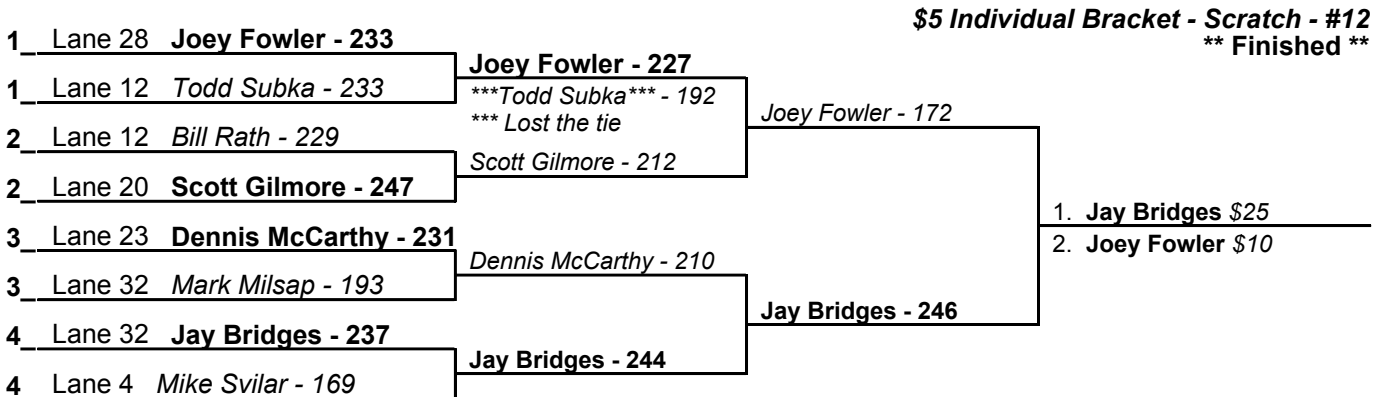 $5 Individual Bracket - Scratch - #12
** Finished **
1_ Lane 28 Joey Fowler - 233
1_ Lane 12 Todd Subka - 233
2_ Lane 12 Bill Rath - 229
2_ Lane 20 Scott Gilmore - 247
3_ Lane 23 Dennis McCarthy - 231
3_ Lane 32 Mark Milsap - 193
4_ Lane 32 Jay Bridges - 237
4 Lane 4 Mike Svilar - 169
Joey Fowler - 227
***Todd Subka*** - 192
*** Lost the tie
Scott Gilmore - 212
Dennis McCarthy - 210
Jay Bridges - 244
Joey Fowler - 172
Jay Bridges - 246
1. Jay Bridges $25
2. Joey Fowler $10